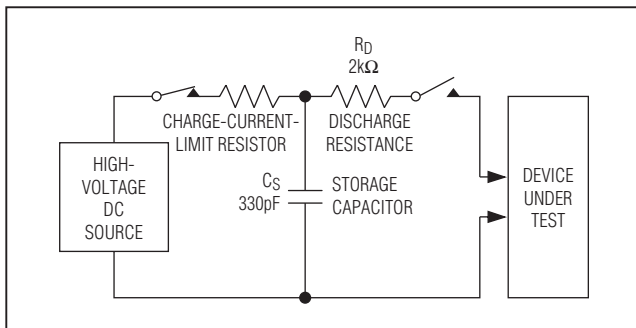 R_D
2kΩ
CHARGE-CURRENT-
LIMIT RESISTOR
DISCHARGE
RESISTANCE
HIGH-
VOLTAGE
DC
SOURCE
C_S
330pF
STORAGE
CAPACITOR
DEVICE
UNDER
TEST